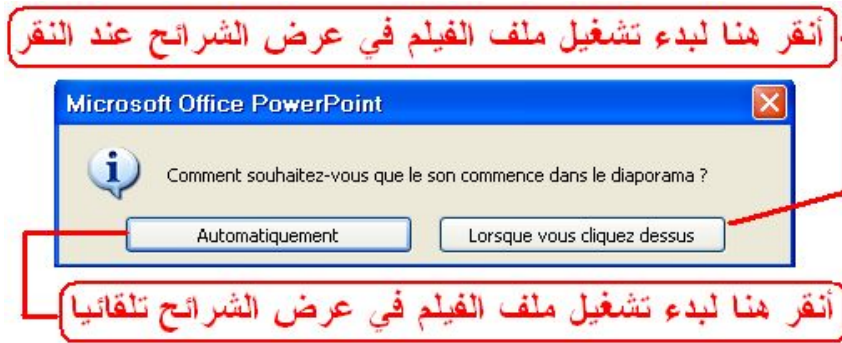 أنقر هنا لبدء تشغيل ملف الفيلم في عرض الشرائح عند النقر
Microsoft Office PowerPoint
Comment souhaitez-vous que le son commence dans le diaporama ?
Automatiquement
Lorsque vous cliquez dessus
أنقر هنا لبدء تشغيل ملف الفيلم في عرض الشرائح تلقائيا